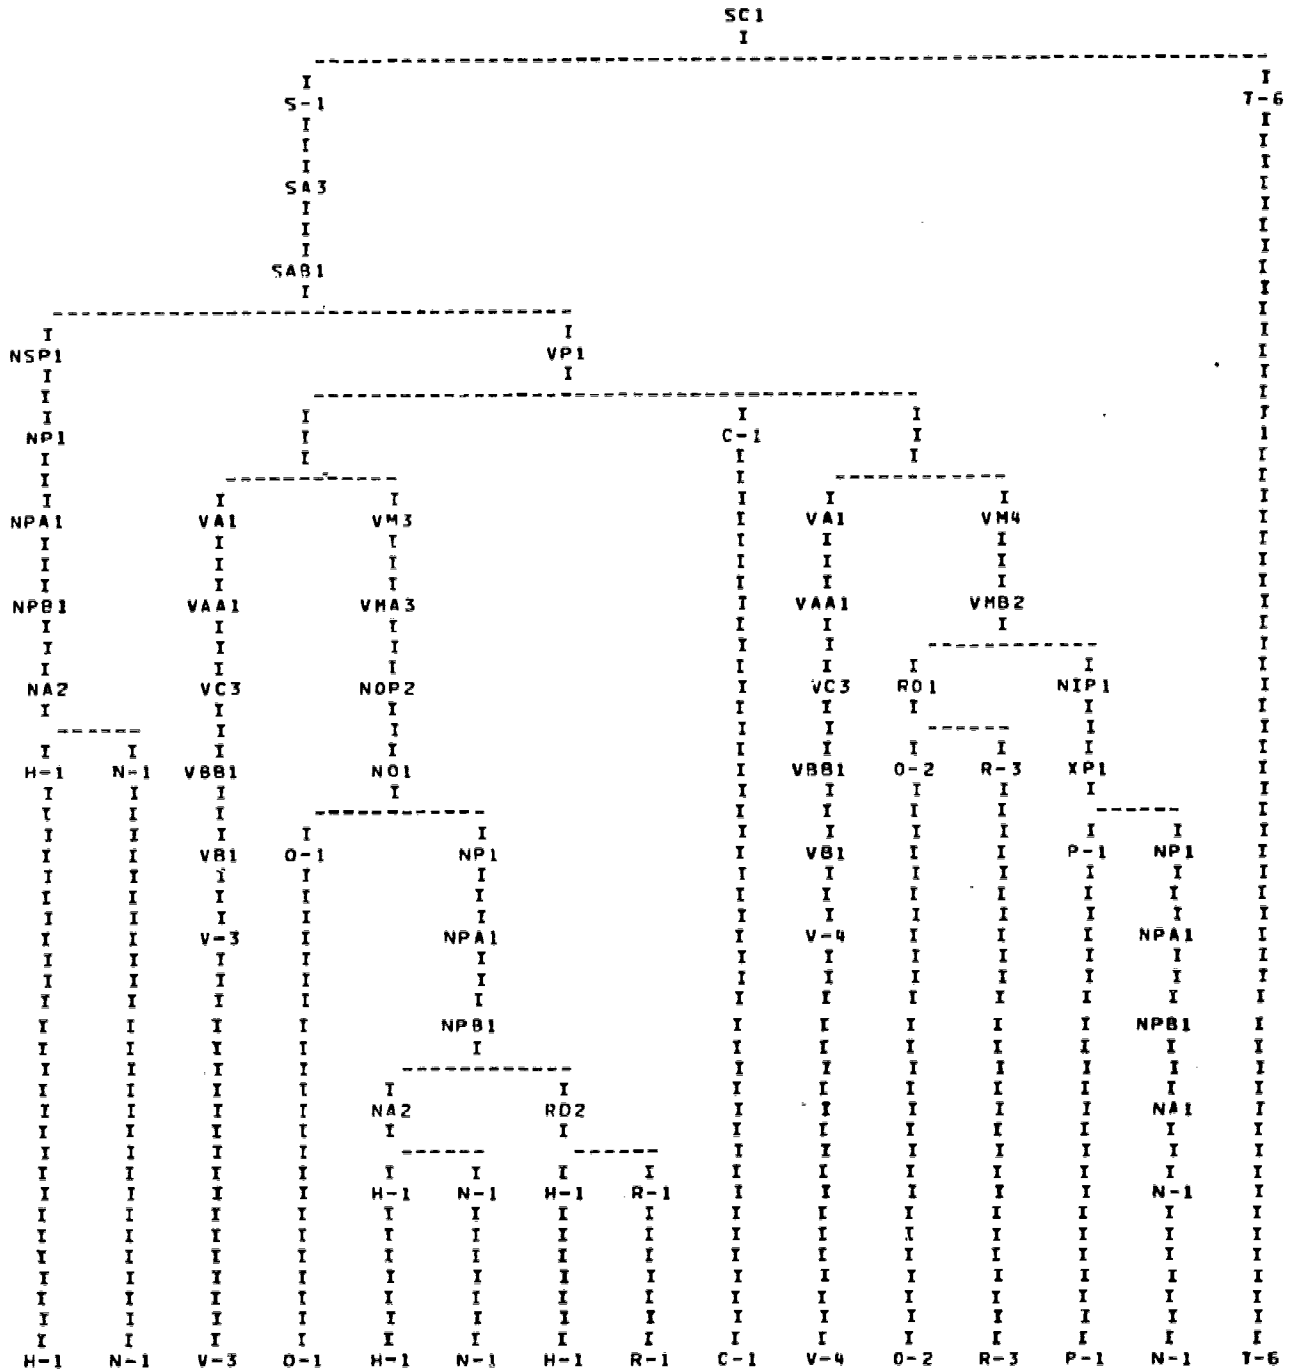 SC1
S-1 T-6
SA3
SAB1
NSP1 VP1
NP1 C-1
NPA1 VA1 VM3 VA1 VM4
NPB1 VAA1 VMA3 VAA1 VMB2
NA2 VC3 NOP2 VC3 RO1 NIP1
H-1 N-1 VBB1 NO1 VBB1 O-2 R-3 XP1
VB1 O-1 NP1 VB1 P-1 NP1
V-3 NPA1 V-4 NPA1
NPB1 NPB1
NA2 RO2 NA1
H-1 N-1 H-1 R-1 N-1
H-1 N-1 V-3 O-1 H-1 N-1 H-1 R-1 C-1 V-4 O-2 R-3 P-1 N-1 T-6